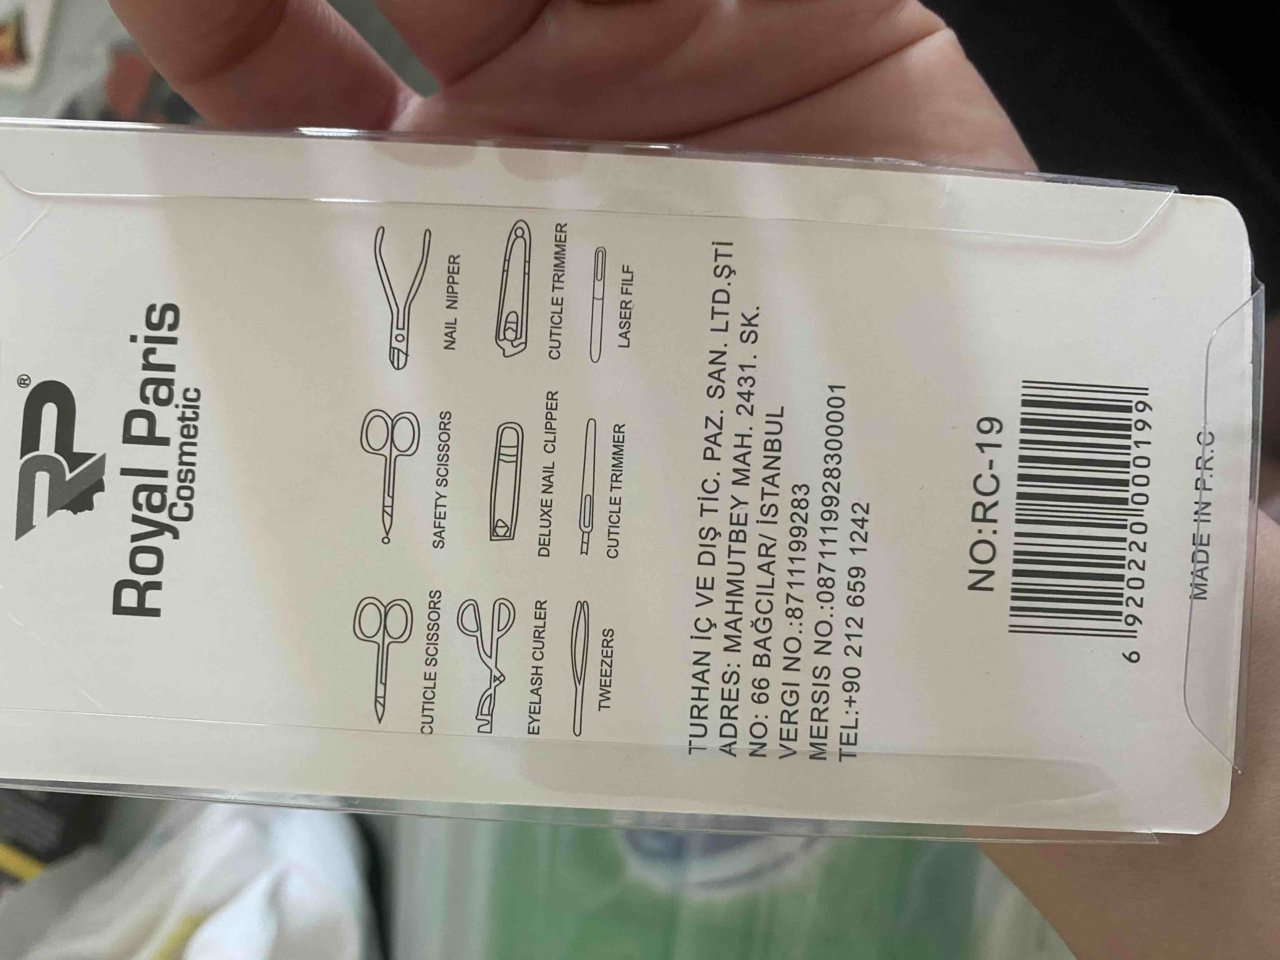 RP®
Royal Paris
Cosmetic
CUTICLE SCISSORS
SAFETY SCISSORS
NAIL NIPPER
EYELASH CURLER
DELUXE NAIL CLIPPER
CUTICLE TRIMMER
TWEEZERS
CUTICLE TRIMMER
LASER FILF
TURHAN İÇ VE DIŞ TİC. PAZ. SAN. LTD.ŞTİ
ADRES: MAHMUTBEY MAH. 2431. SK.
NO: 66 BAĞCILAR/ İSTANBUL
VERGI NO.:8711199283
MERSIS NO.:0871119928300001
TEL:+90 212 659 1242
NO:RC-19
6 920220 000199
MADE IN P.R.C